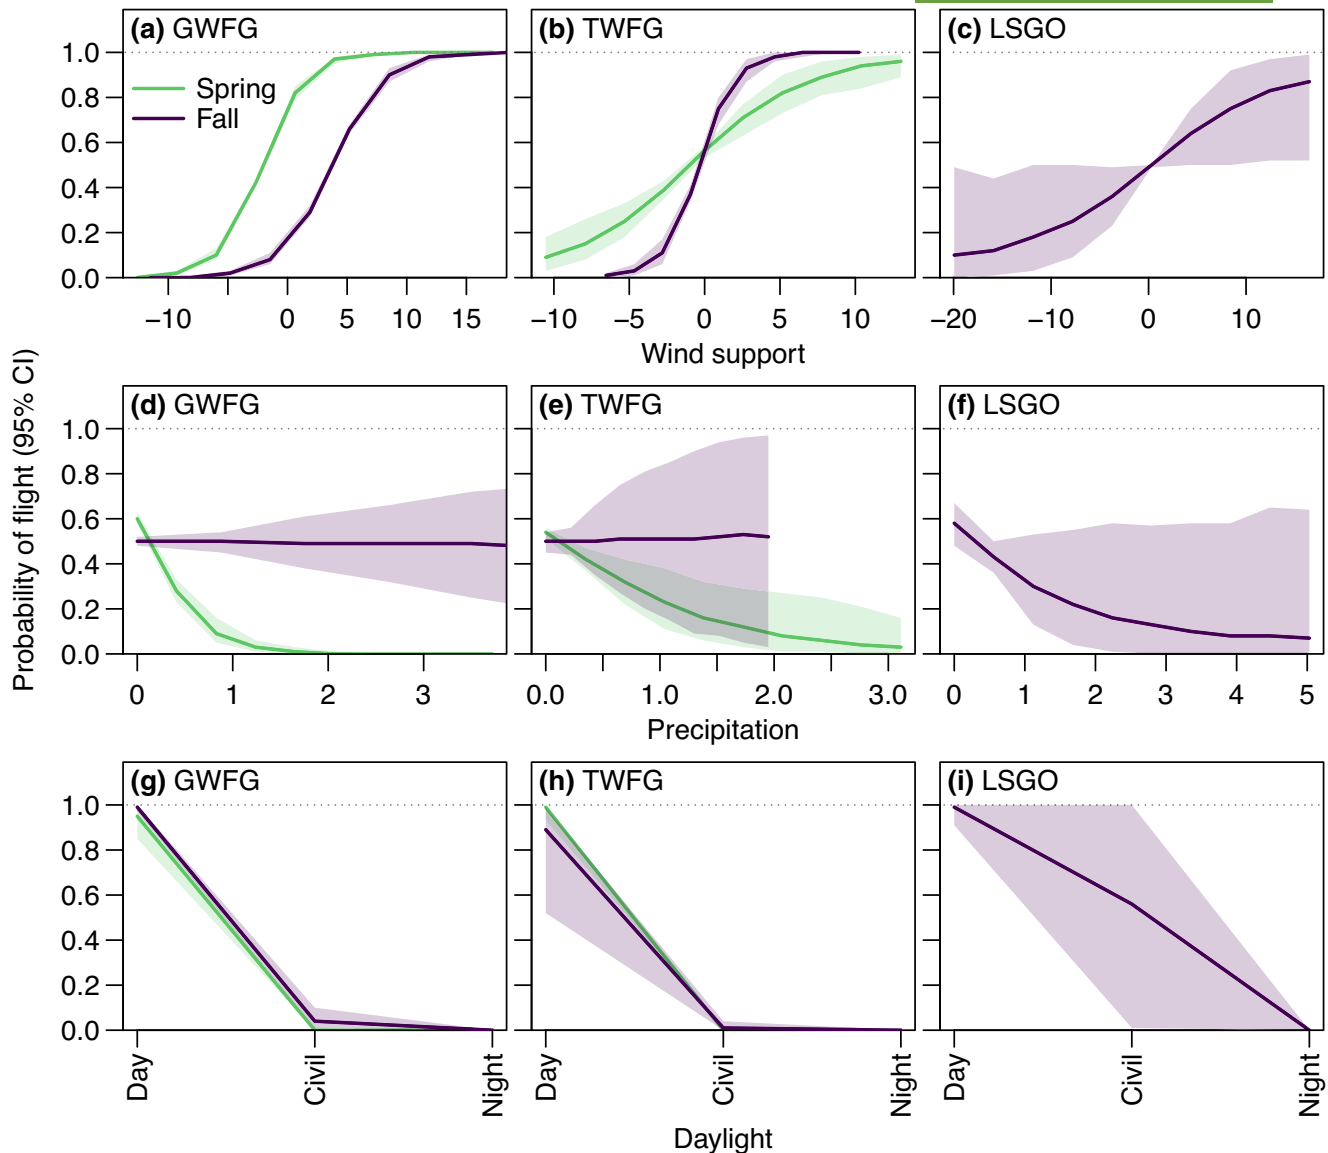 (a) GWFG
(b) TWFG
(c) LSGO
1.0
0.8
0.6
0.4
0.2
0.0
Spring
Fall
−10 0 5 10 15
−10 −5 0 5 10
−20 −10 0 10
Wind support
Probability of flight (95% CI)
(d) GWFG
(e) TWFG
(f) LSGO
1.0
0.8
0.6
0.4
0.2
0.0
0 1 2 3
0.0 1.0 2.0 3.0
0 1 2 3 4 5
Precipitation
(g) GWFG
(h) TWFG
(i) LSGO
1.0
0.8
0.6
0.4
0.2
0.0
Day Civil Night
Day Civil Night
Day Civil Night
Daylight